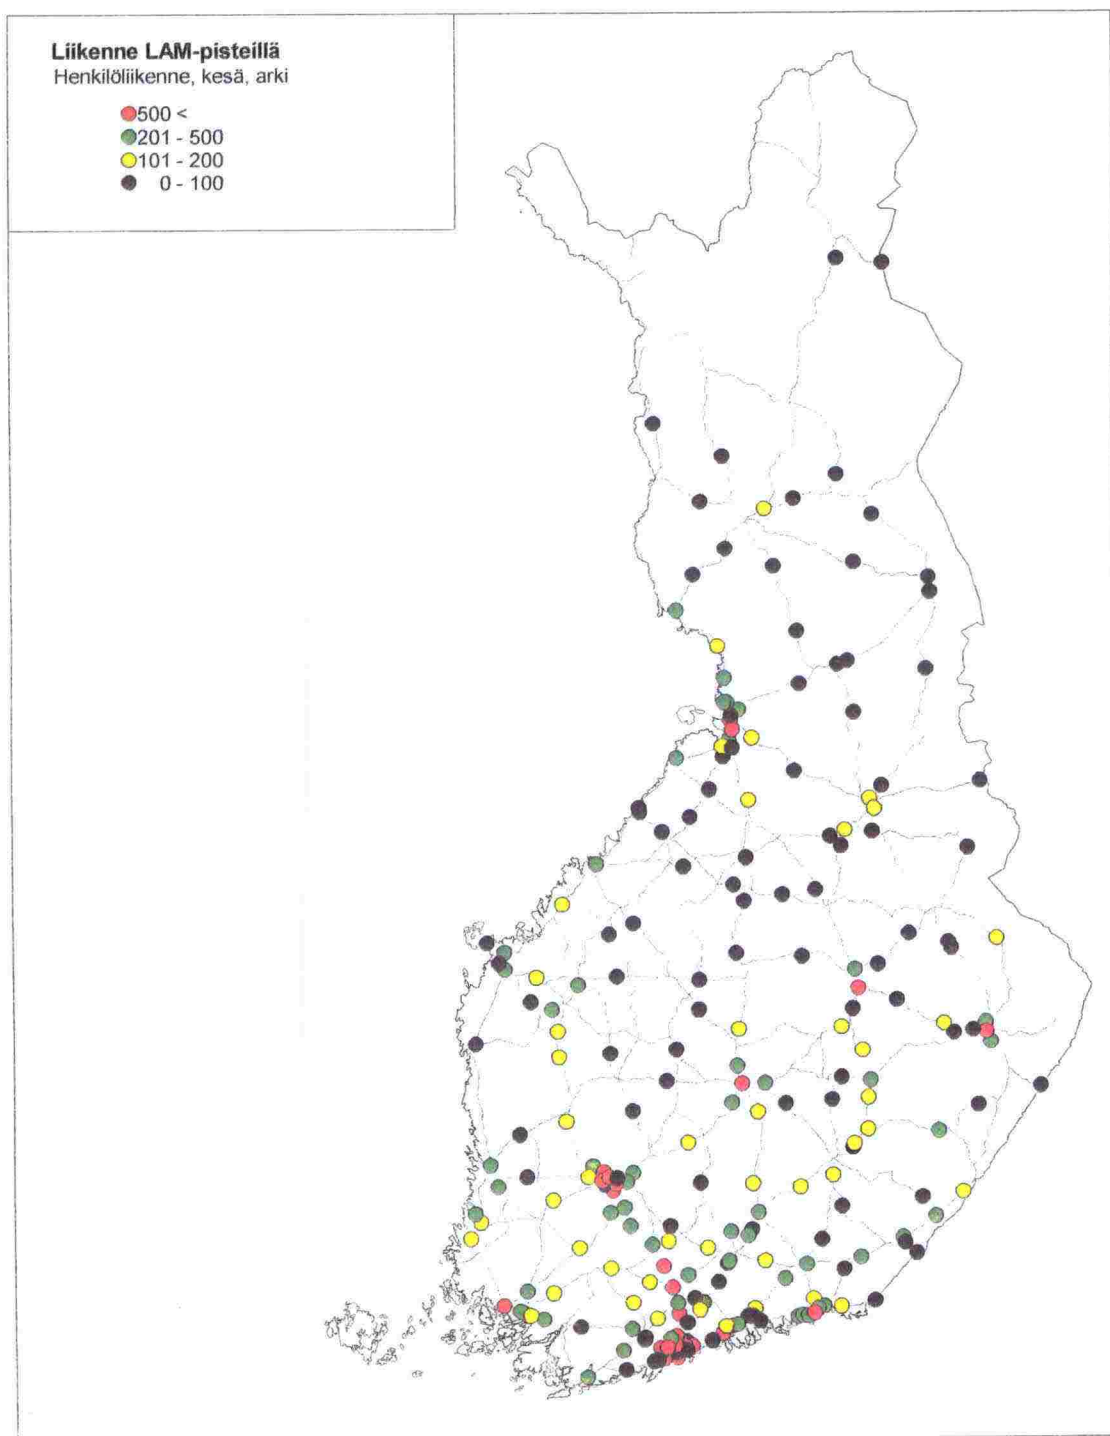 Liikenne LAM-pisteillä
Henkilöliikenne, kesä, arki
500 <
201 - 500
101 - 200
0 - 100